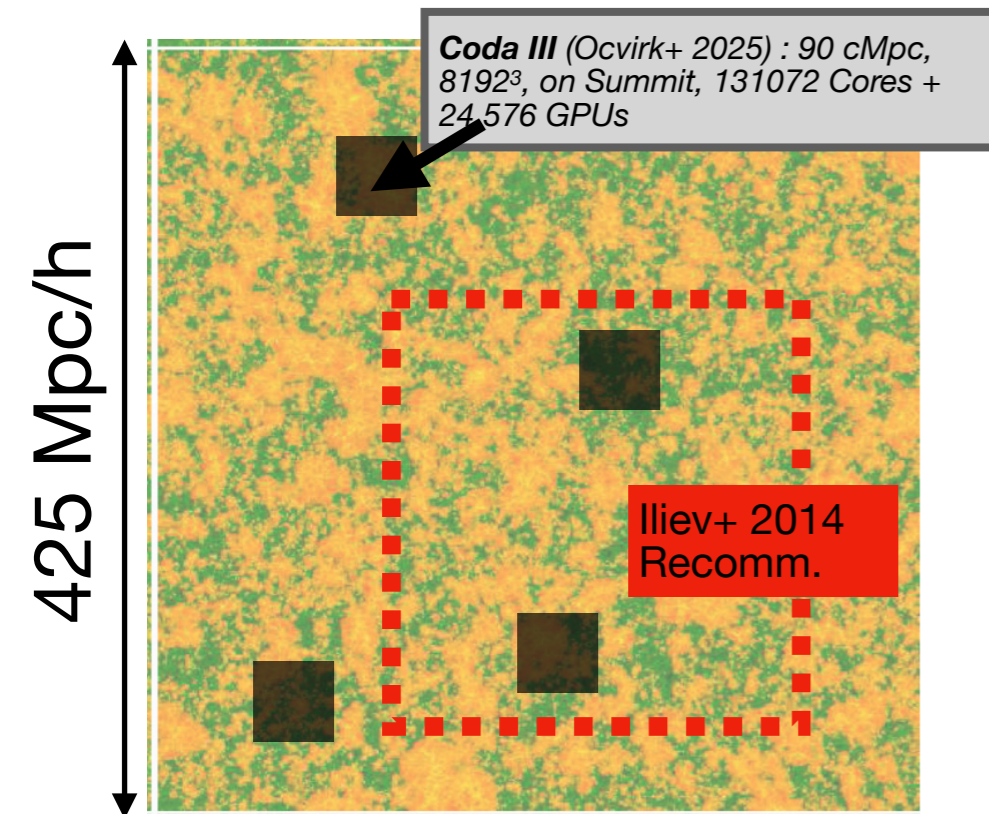 Coda III (Ocvirk+ 2025) : 90 cMpc,
8192³, on Summit, 131072 Cores +
24,576 GPUs
425 Mpc/h
Iliev+ 2014
Recomm.